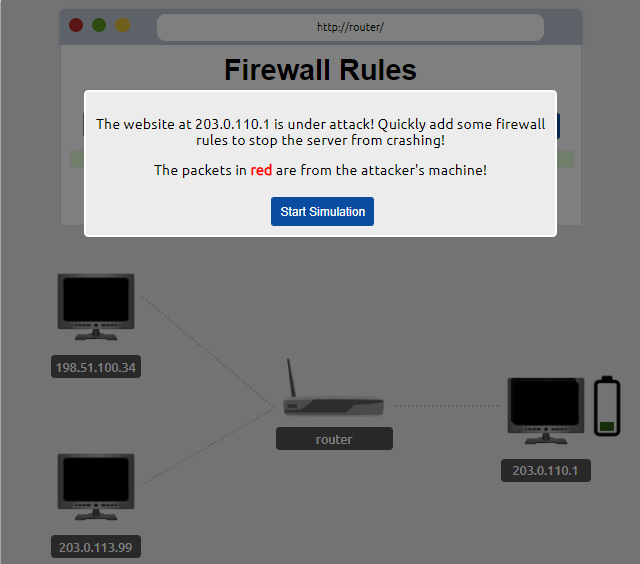 http://router/
Firewall Rules
The website at 203.0.110.1 is under attack! Quickly add some firewall
rules to stop the server from crashing!
The packets in red are from the attacker's machine!
Start Simulation
198.51.100.34
router
203.0.110.1
203.0.113.99